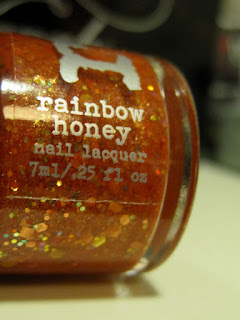 rainbow
honey
nail lacquer
7ml/.25 fl oz